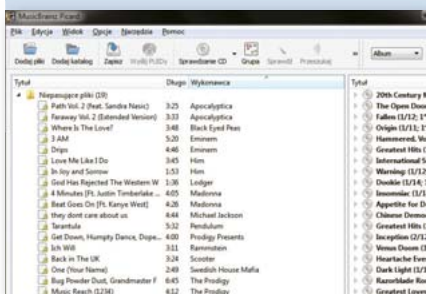 MusicBrainz Picard
Plik Edycja Widok Opcje Narzędzia Pomoc
Dodaj pliki Dodaj katalog Zapisz Wyślij PUIDy Sprawdzanie CD Grupa Sprawdź Przeszukaj » Album
Tytuł Długo Wykonawca Tytuł
Niepasujące pliki (19) 20th Century
Path Vol. 2 (feat. Sandra Nasic) 3:25 Apocalyptica The Open Door
Faraway Vol. 2 (Extended Version) 3:33 Apocalyptica Fallen (1/12; 1
Where Is The Love? 3:48 Black Eyed Peas Origin (1/11; 1
3 AM 5:20 Eminem Hammered.
Drips 4:46 Eminem Greatest Hits (
Love Me Like I Do 3:45 Him International S
In Joy and Sorrow 1:53 Him Warning: (1/12
God Has Rejected The Western W 1:36 Lodger Dookie (1/14;
4 Minutes [Ft. Justin Timberlake ... 4:05 Madonna Insomniac (1/1
Beat Goes On [Ft. Kanye West] 4:26 Madonna Appetite for D
they dont care about us 4:44 Michael Jackson Chinese Democ
Tarantula 5:32 Pendulum Greatest Hits (
Get Down, Humpty Dance, Dope... 4:00 Prodigy Presents Inception (2/12
Ich Will 3:11 Rammstein Venus Doom (1
Back in The UK 3:24 Scooter Heartache Eve
One (Your Name) 2:49 Swedish House Mafia Dark Light (1/1
Bug Powder Dust, Grandmaster F 6:45 The Prodigy Razorblade Ro
Music Reach (1234) 4:12 The Prodigy Greatest Loves